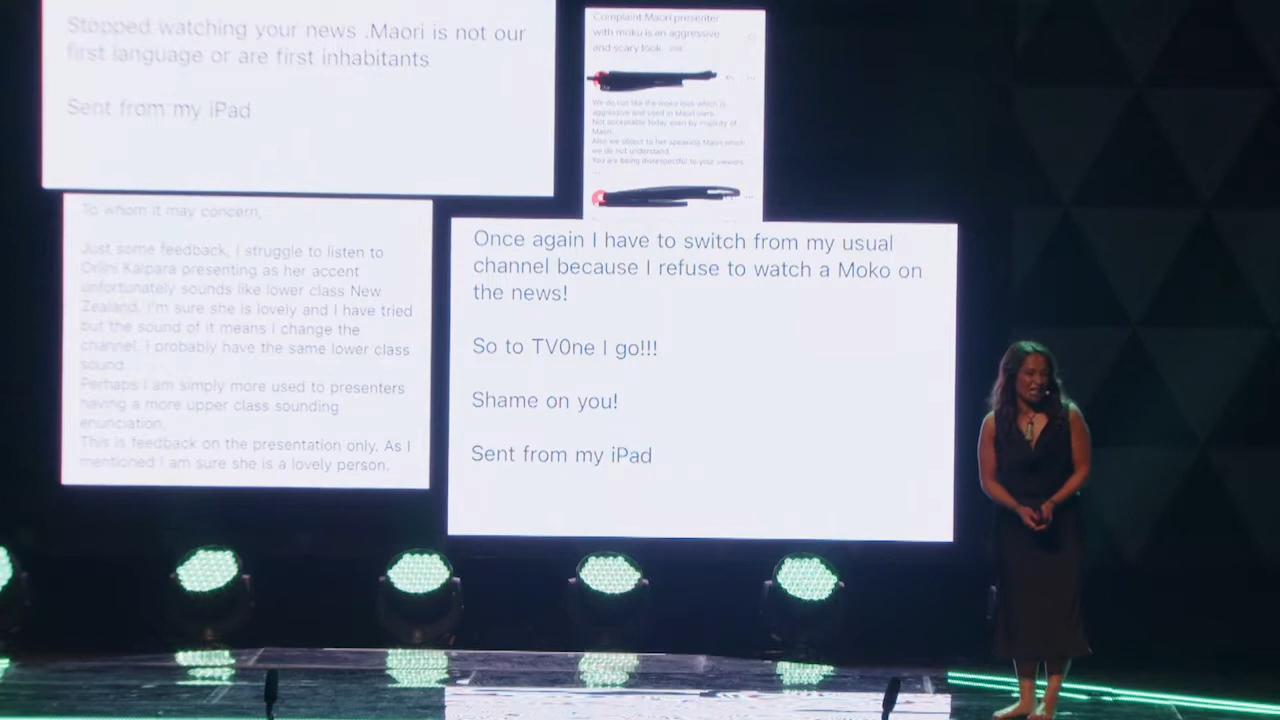 Stopped watching your news .Maori is not our
first language or are first inhabitants
Sent from my iPad
Complaint Maori presenter
with moku is an aggressive
and scary look.
We do not like the moko look which is
aggressive and used in Maori wars.
Not acceptable today even by majority of
Maori.
Also we object to her speaking Maori which
we do not understand.
You are being disrespectful to your viewers.
To whom it may concern,
Just some feedback, I struggle to listen to
Oriini Kaipara presenting as her accent
unfortunately sounds like lower class New
Zealand. I'm sure she is lovely and I have tried
but the sound of it means I change the
channel. I probably have the same lower class
sound.
Perhaps I am simply more used to presenters
having a more upper class sounding
enunciation.
This is feedback on the presentation only. As I
mentioned I am sure she is a lovely person.
Once again I have to switch from my usual
channel because I refuse to watch a Moko on
the news!
So to TVOne I go!!!
Shame on you!
Sent from my iPad